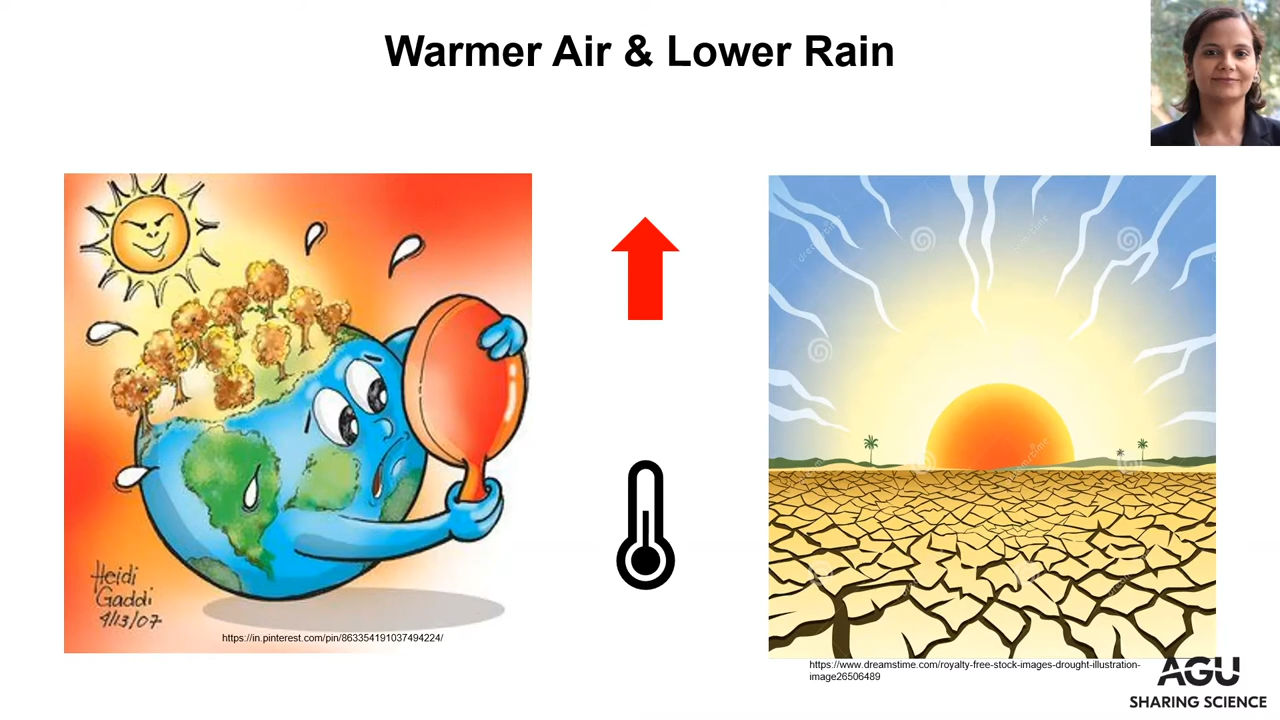 Warmer Air & Lower Rain
Heidi
Gaddi
4/13/07
https://in.pinterest.com/pin/863354191037494224/
https://www.dreamstime.com/royalty-free-stock-images-drought-illustration-
image26506489
AGU
SHARING SCIENCE